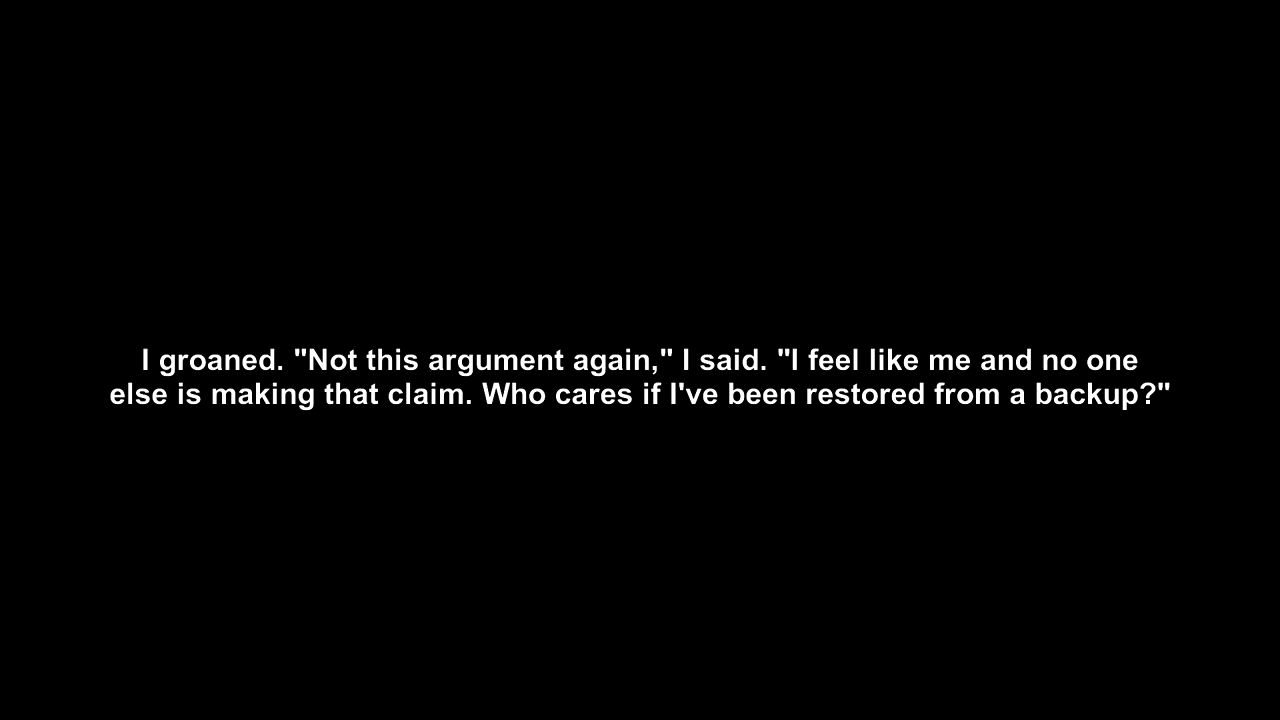 I groaned. "Not this argument again," I said. "I feel like me and no one
else is making that claim. Who cares if I've been restored from a backup?"